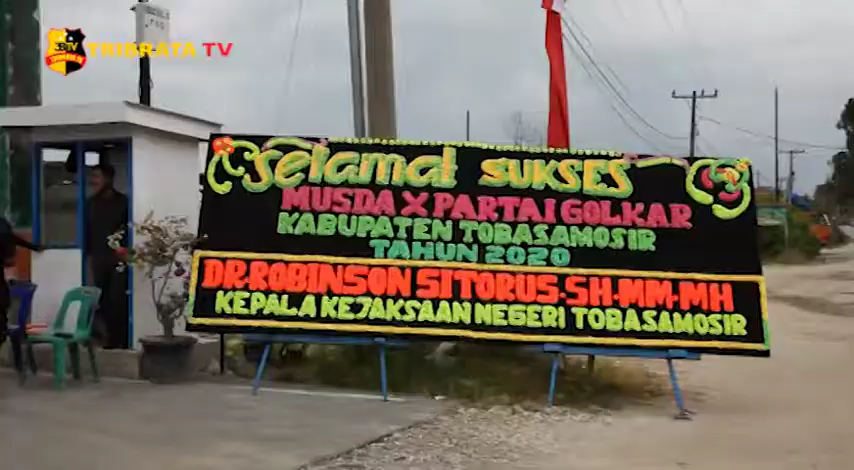 TRIBRATA TV
Selamat SUKSES
MUSDA X PARTAI GOLKAR
KABUPATEN TOBASAMOSIR
TAHUN 2020
DR.ROBINSON SITORUS.SH.MM.MH
KEPALA KEJAKSAAN NEGERI TOBASAMOSIR